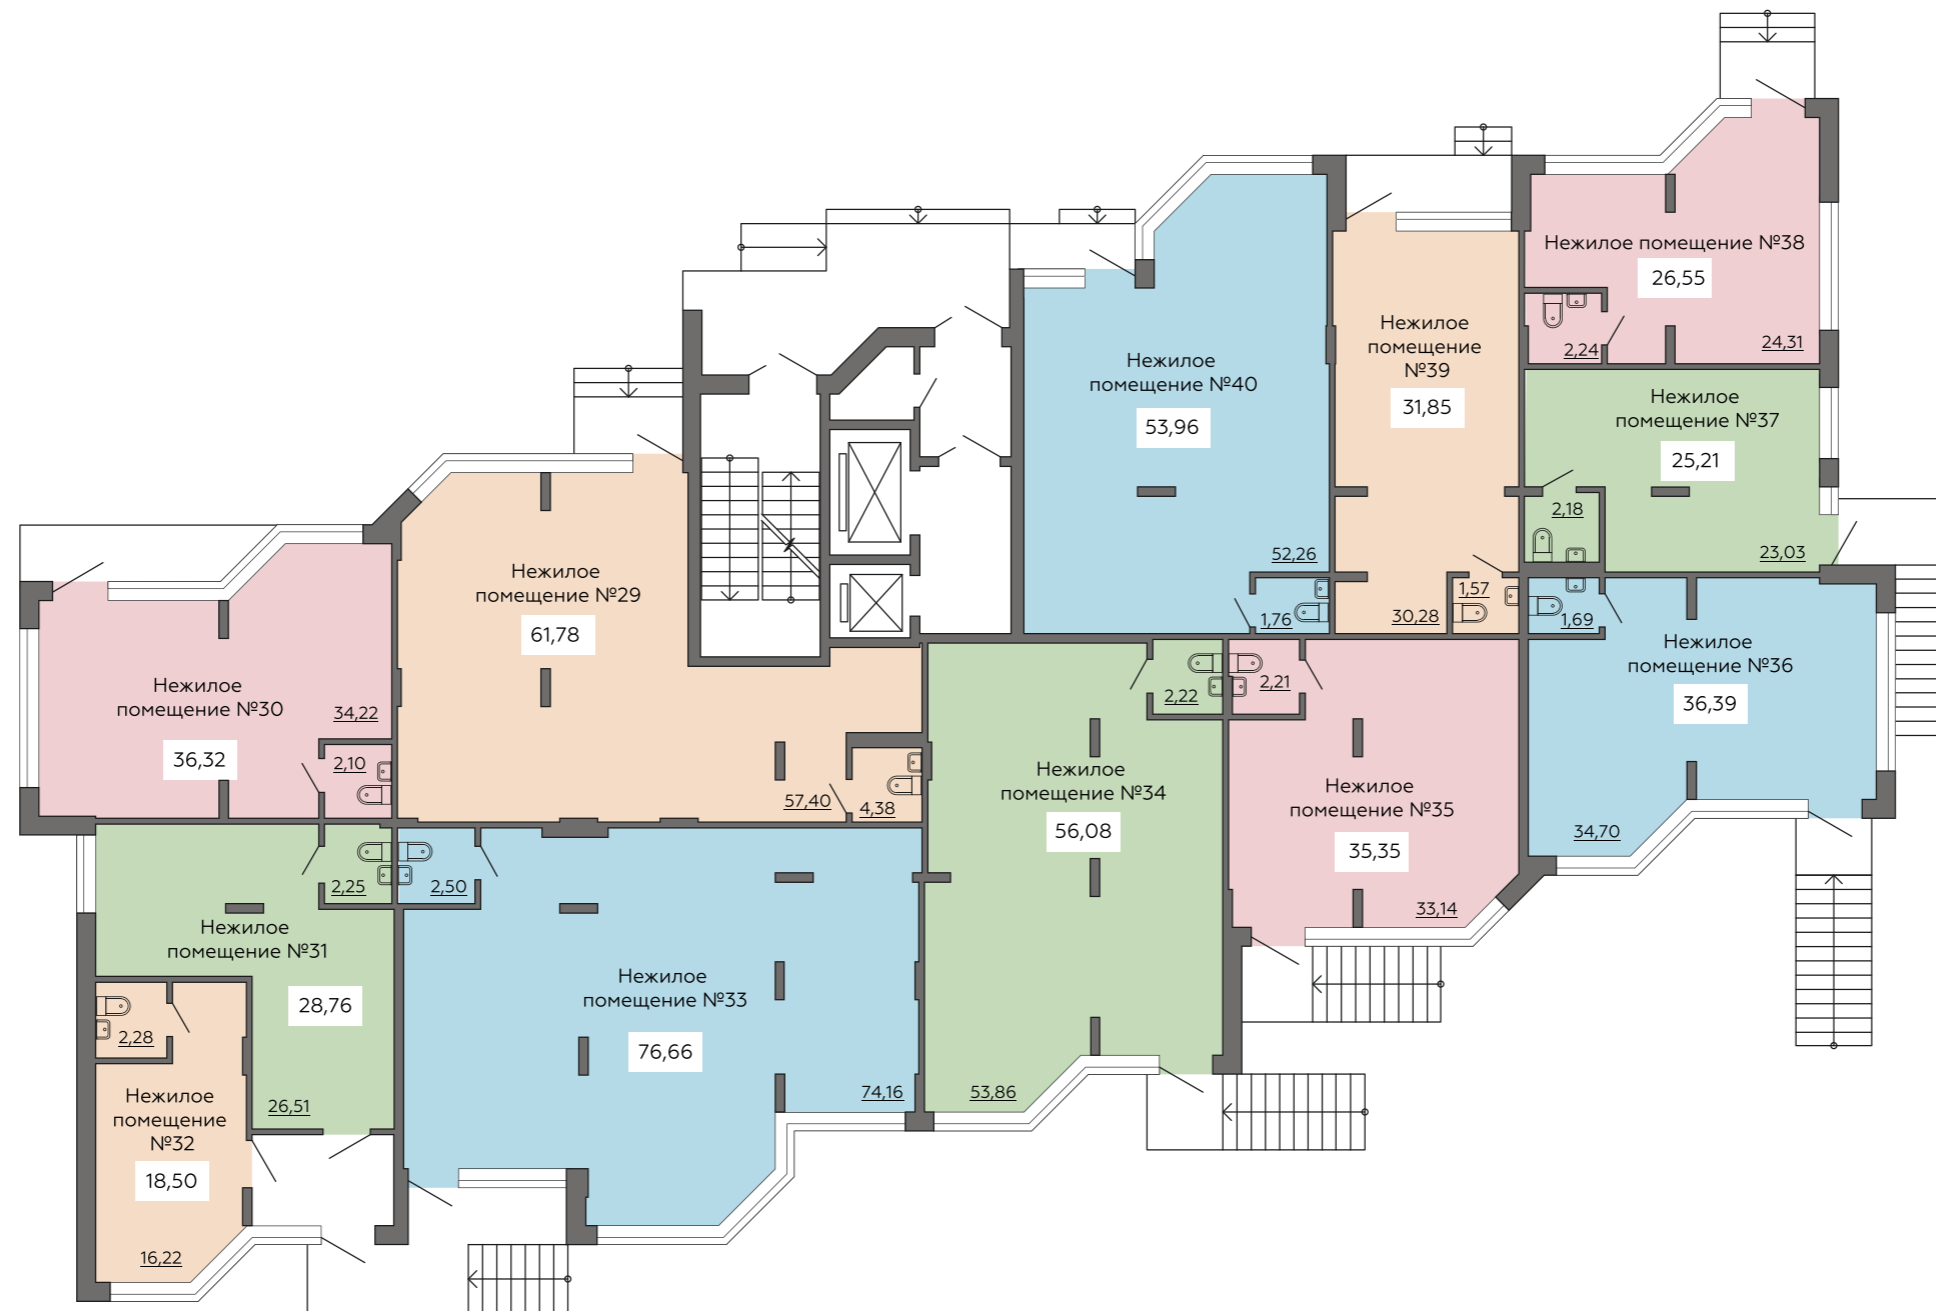 Нежилое помещение №38
26,55
2,24
24,31
Нежилое
помещение
№39
31,85
30,28
1,57
Нежилое
помещение №40
53,96
52,26
1,76
Нежилое
помещение №37
25,21
2,18
23,03
Нежилое
помещение №29
61,78
57,40
4,38
Нежилое
помещение №36
36,39
1,69
34,70
Нежилое
помещение №30
36,32
34,22
2,10
Нежилое
помещение №34
56,08
2,22
53,86
Нежилое
помещение №35
35,35
2,21
33,14
Нежилое
помещение №31
28,76
2,25
26,51
Нежилое
помещение №33
76,66
2,50
74,16
Нежилое
помещение
№32
18,50
2,28
16,22